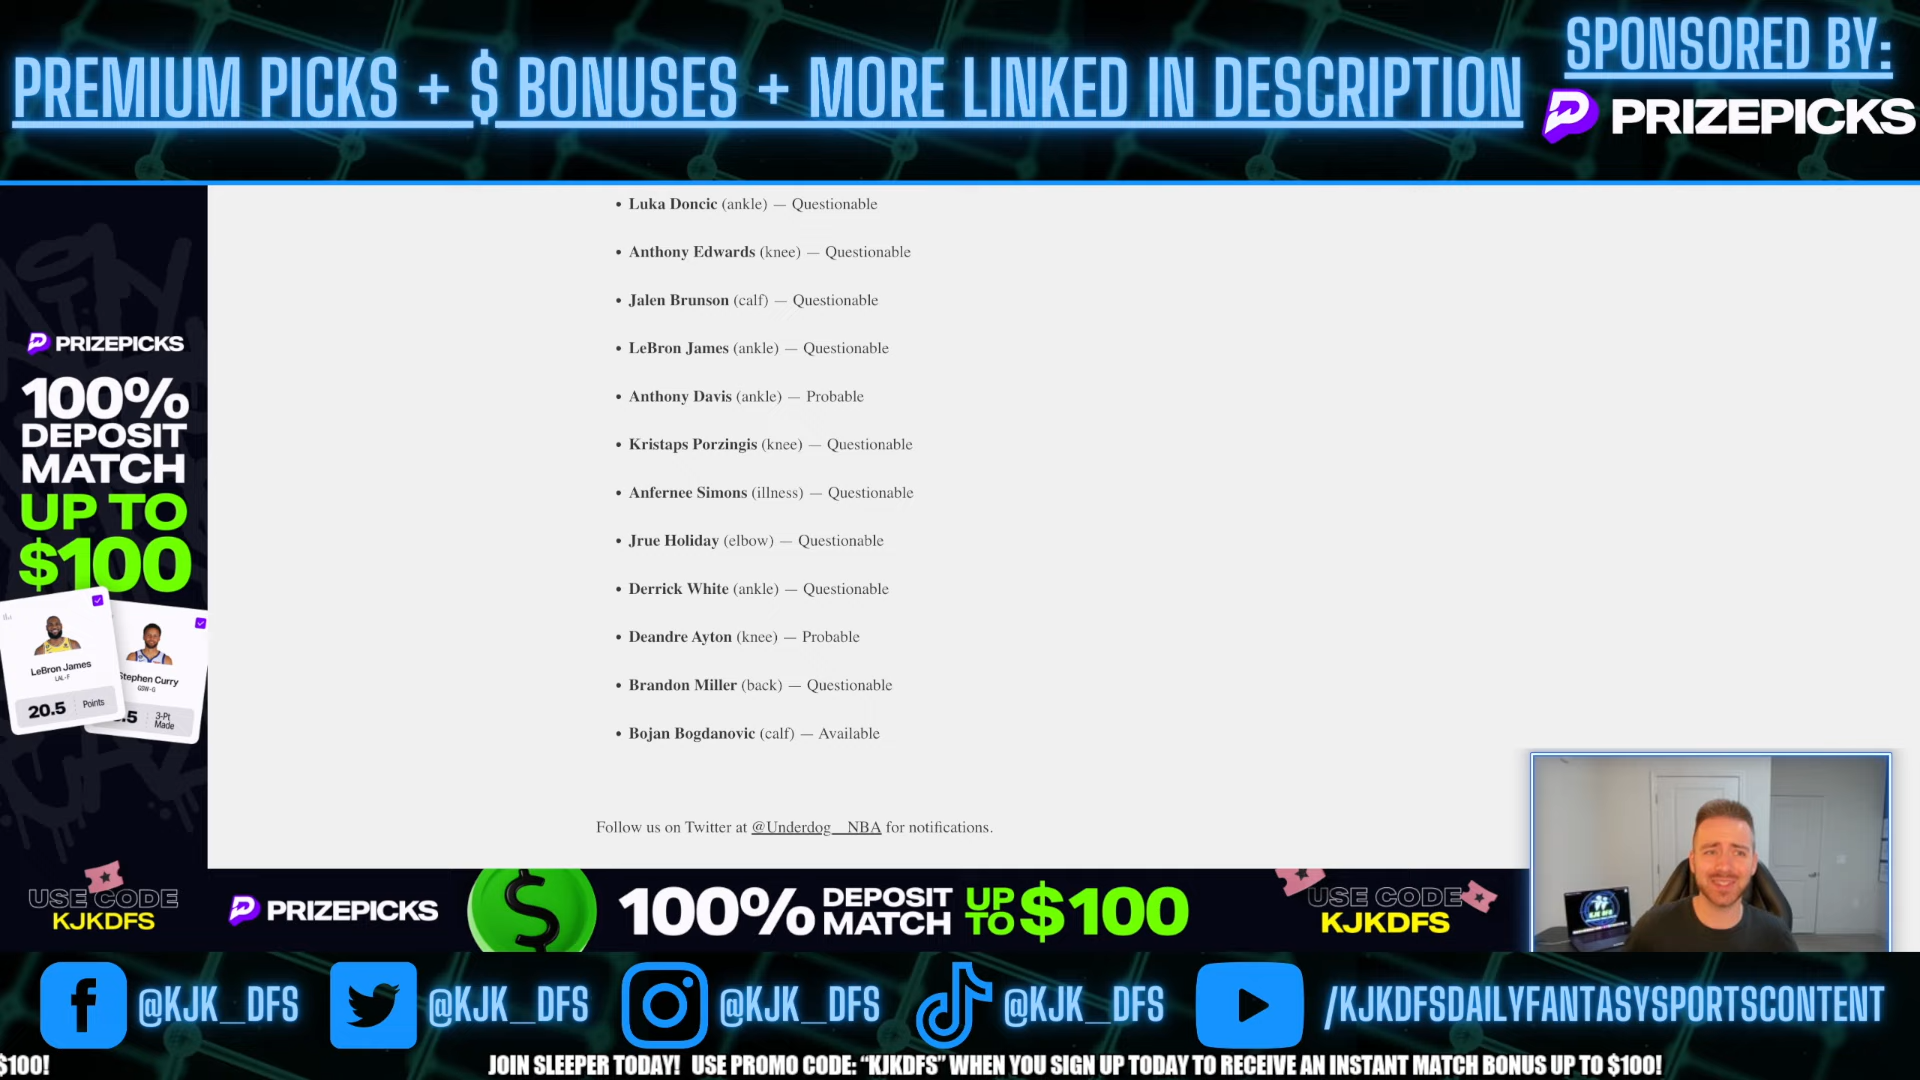 PREMIUM PICKS + $ BONUSES + MORE LINKED IN DESCRIPTION
SPONSORED BY:
PRIZEPICKS
• Luka Doncic (ankle) — Questionable
• Anthony Edwards (knee) — Questionable
• Jalen Brunson (calf) — Questionable
• LeBron James (ankle) — Questionable
• Anthony Davis (ankle) — Probable
• Kristaps Porzingis (knee) — Questionable
• Anfernee Simons (illness) — Questionable
• Jrue Holiday (elbow) — Questionable
• Derrick White (ankle) — Questionable
• Deandre Ayton (knee) — Probable
• Brandon Miller (back) — Questionable
• Bojan Bogdanovic (calf) — Available
Follow us on Twitter at @Underdog__NBA for notifications.
PRIZEPICKS
100%
DEPOSIT
MATCH
UP TO
$100
LeBron James
LAL-F
20.5 Points
Stephen Curry
GSW-G
.5 3-Pt
Made
USE CODE
KJKDFS
PRIZEPICKS
$
100% DEPOSIT
MATCH
UP
TO
$100
USE CODE
KJKDFS
@KJK_DFS
@KJK_DFS
@KJK_DFS
@KJK_DFS
/KJKDFSDAILYFANTASYSPORTSCONTENT
$100!
JOIN SLEEPER TODAY! USE PROMO CODE: “KJKDFS” WHEN YOU SIGN UP TODAY TO RECEIVE AN INSTANT MATCH BONUS UP TO $100!